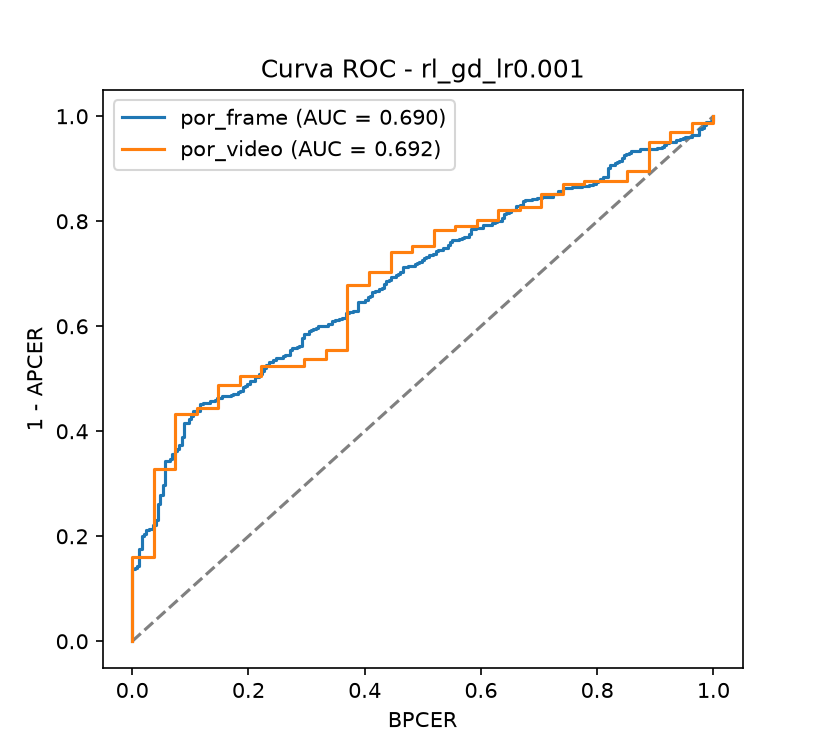 Curva ROC - rl_gd_lr0.001
por_frame (AUC = 0.690)
por_video (AUC = 0.692)
1.0
0.8
0.6
0.4
0.2
0.0
1 - APCER
0.0 0.2 0.4 0.6 0.8 1.0
BPCER